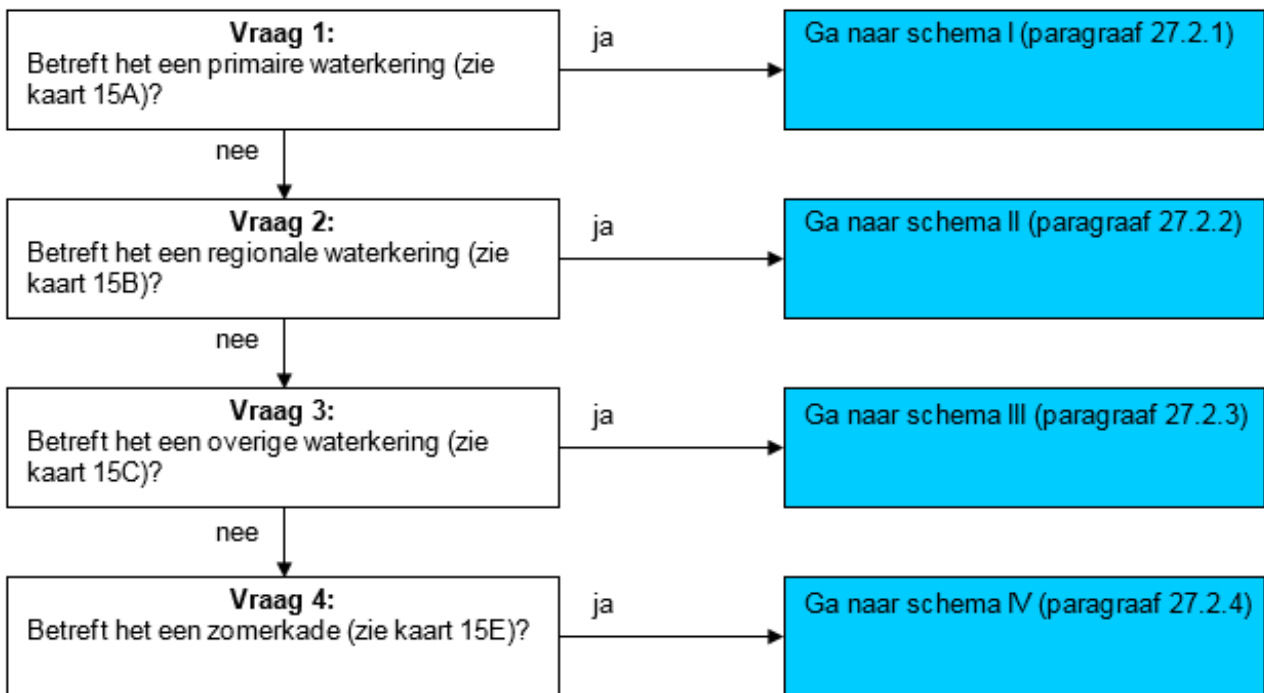 Vraag 1:
Betreft het een primaire waterkering (zie
kaart 15A)?
ja
Ga naar schema I (paragraaf 27.2.1)
nee
Vraag 2:
Betreft het een regionale waterkering (zie
kaart 15B)?
ja
Ga naar schema II (paragraaf 27.2.2)
nee
Vraag 3:
Betreft het een overige waterkering (zie
kaart 15C)?
ja
Ga naar schema III (paragraaf 27.2.3)
nee
Vraag 4:
Betreft het een zomerkade (zie kaart 15E)?
ja
Ga naar schema IV (paragraaf 27.2.4)